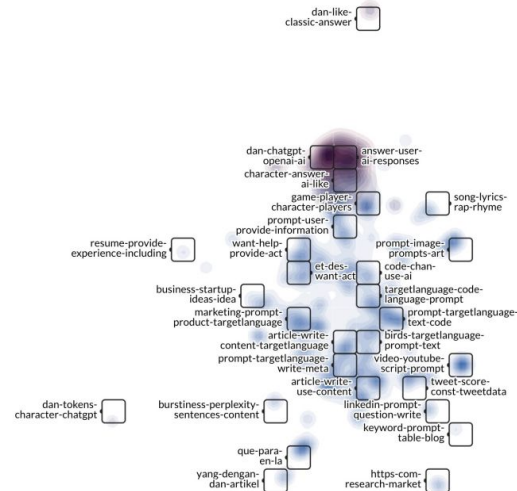 dan-like-
classic-answer
dan-chatgpt-
openai-ai
answer-user-
ai-responses
character-answer-
ai-like
game-player-
character-players
song-lyrics-
rap-rhyme
prompt-user-
provide-information
resume-provide-
experience-including
want-help-
provide-act
prompt-image-
prompts-art
et-des-
want-act
code-chan-
use-ai
business-startup-
ideas-idea
targetlanguage-code-
language-prompt
marketing-prompt-
product-targetlanguage
prompt-targetlanguage-
text-code
article-write-
content-targetlanguage
birds-targetlanguage-
prompt-text
prompt-targetlanguage-
write-meta
video-youtube-
script-prompt
article-write-
use-content
tweet-score-
const-tweetdata
dan-tokens-
character-chatgpt
burstiness-perplexity-
sentences-content
linkedin-prompt-
question-write
keyword-prompt-
table-blog
que-para-
en-la
yang-dengan-
dan-artikel
https-com-
research-market